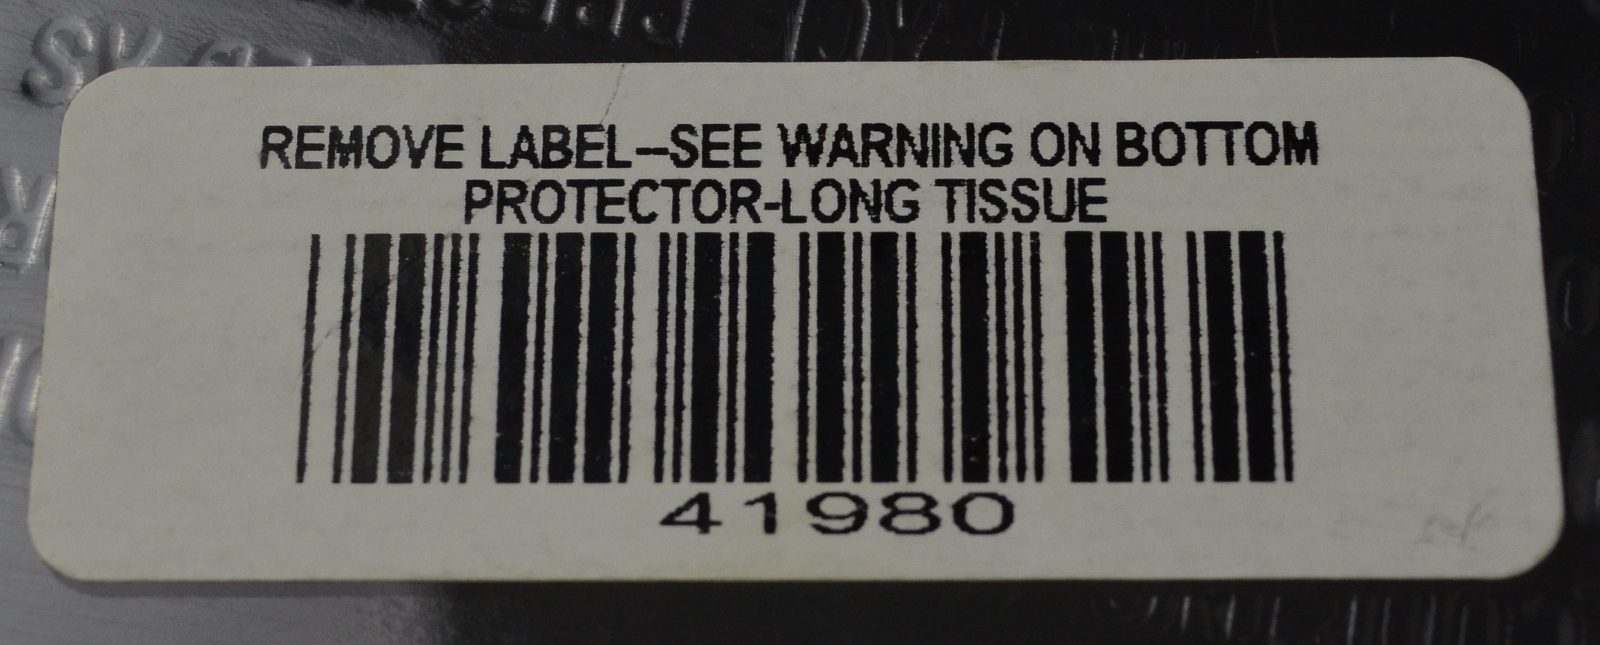 REMOVE LABEL–SEE WARNING ON BOTTOM
PROTECTOR-LONG TISSUE
41980